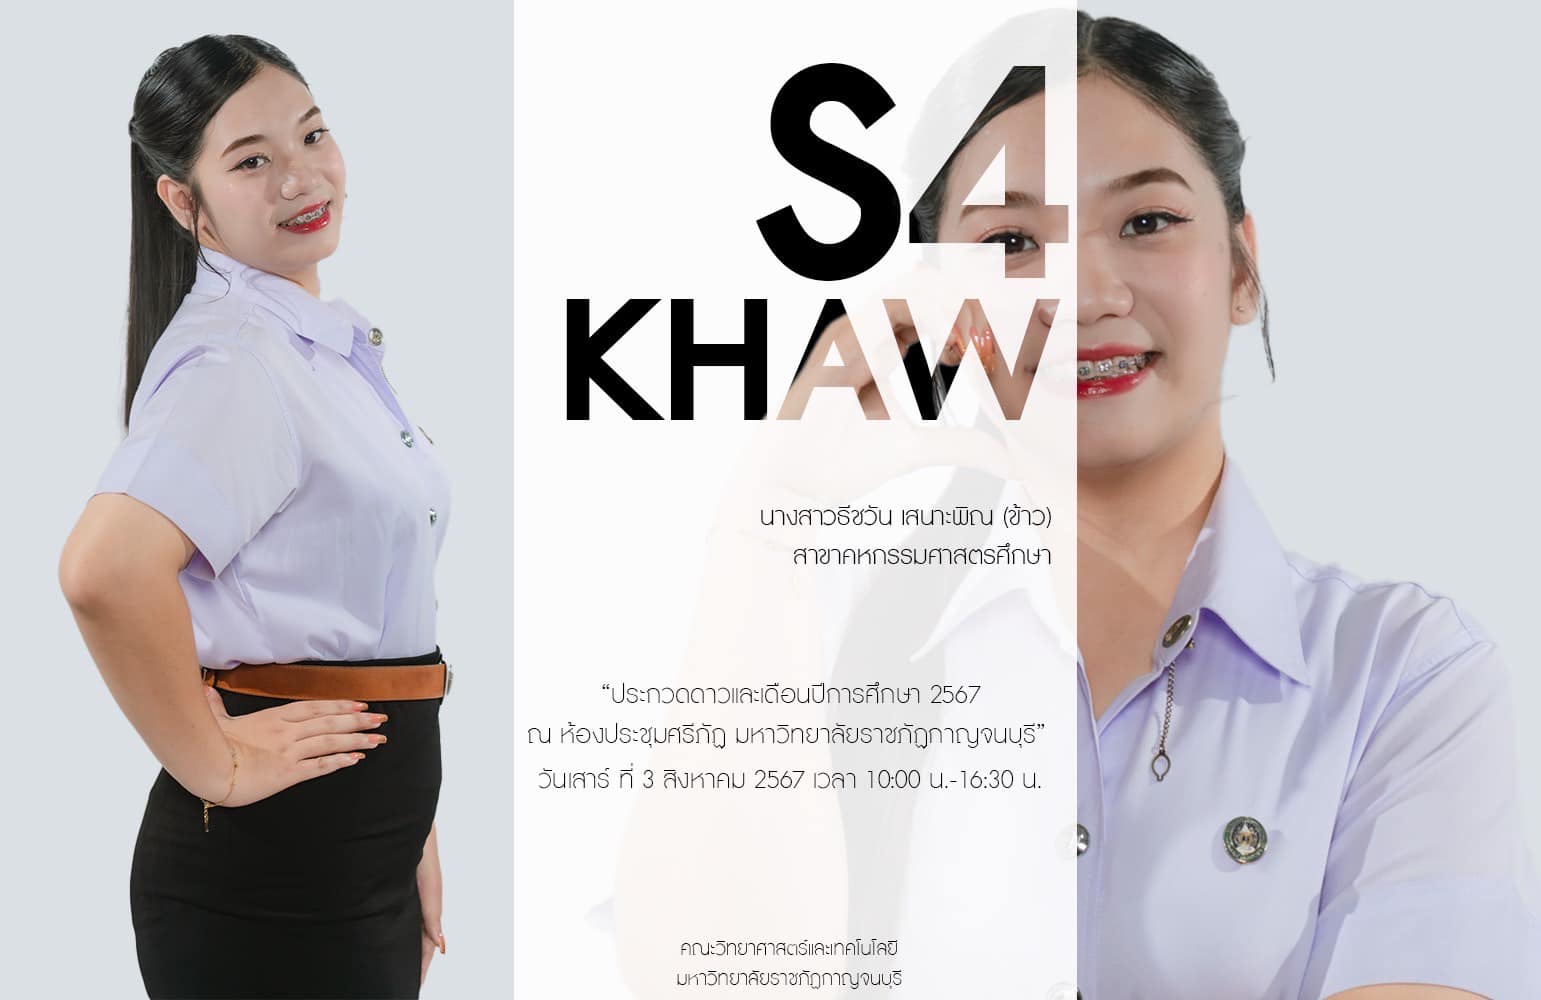 S4
KHAW
นางสาวธีชวัน เสนาะพิณ (ข้าว)
สาขาคหกรรมศาสตรศึกษา
“ประกวดดาวและเดือนปีการศึกษา 2567
ณ ห้องประชุมศรีภัฏ มหาวิทยาลัยราชภัฏกาญจนบุรี”
วันเสาร์ ที่ 3 สิงหาคม 2567 เวลา 10:00 น.-16:30 น.
คณะวิทยาศาสตร์และเทคโนโลยี
มหาวิทยาลัยราชภัฏกาญจนบุรี